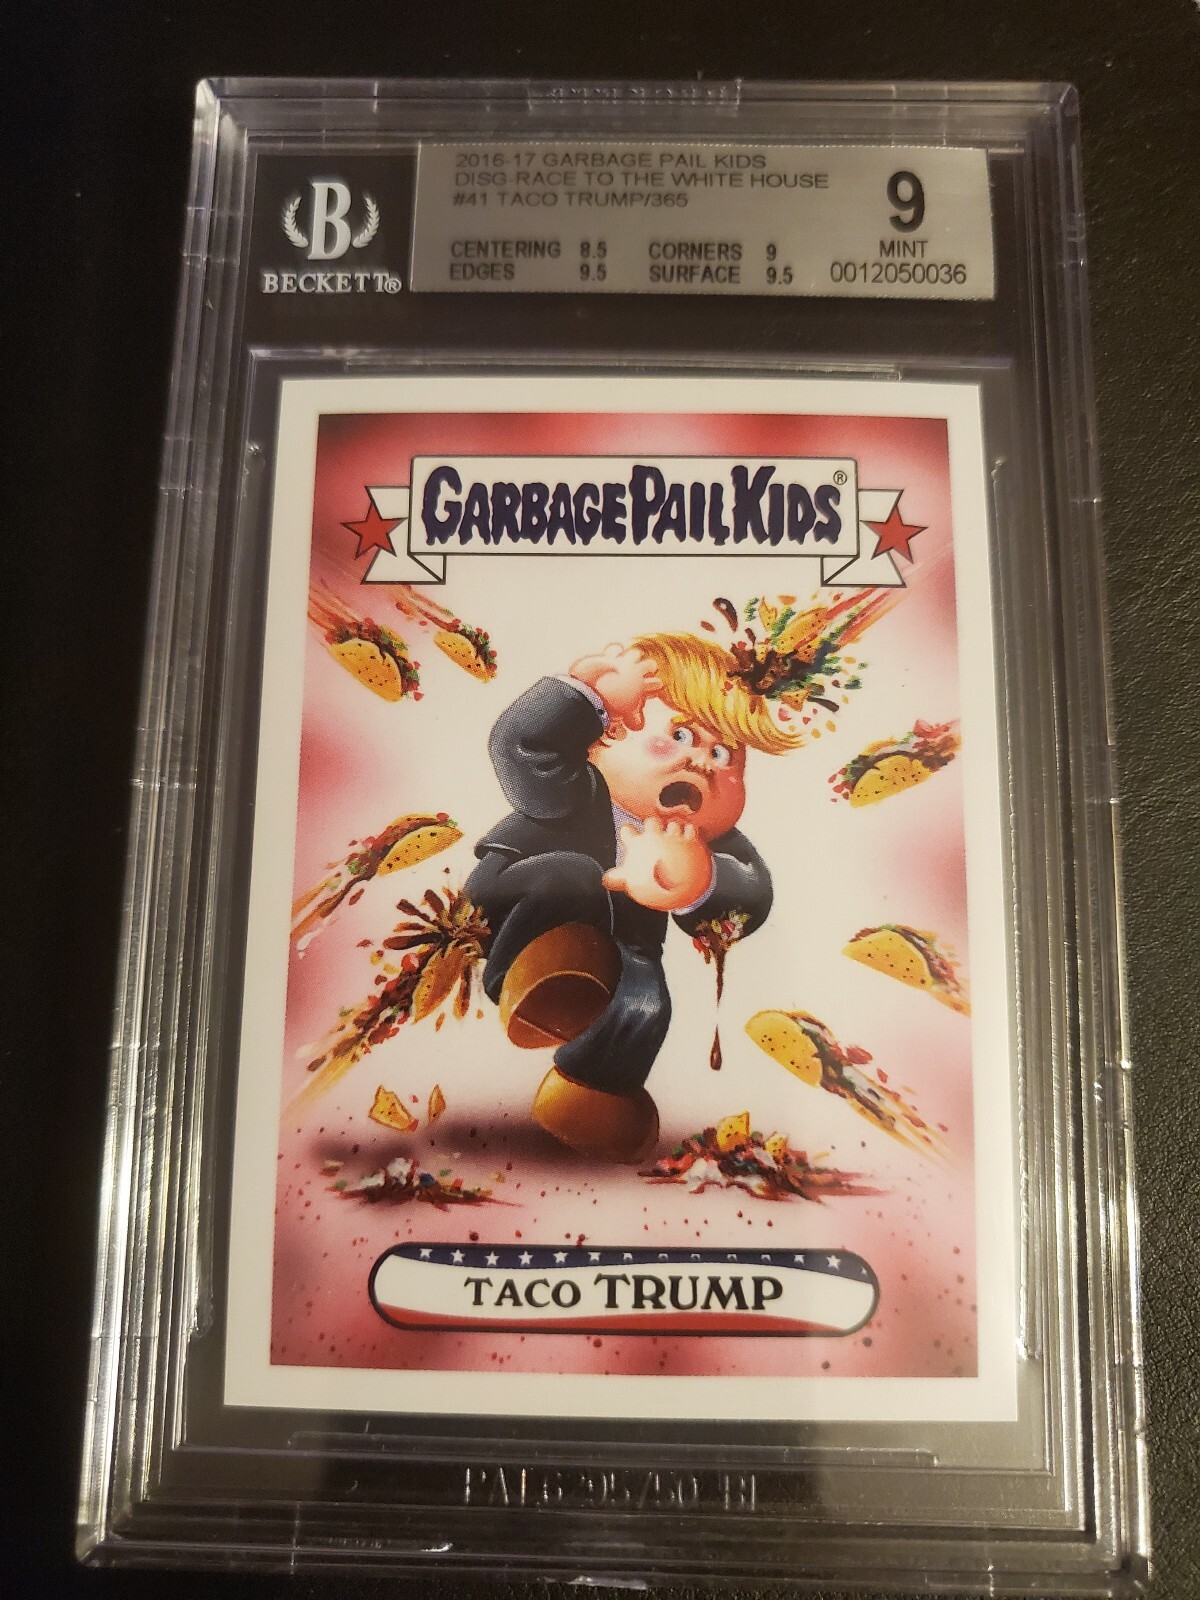 B
BECKETT®
2016-17 GARBAGE PAIL KIDS
DISG-RACE TO THE WHITE HOUSE
#41 TACO TRUMP/365
CENTERING 8.5 CORNERS 9
EDGES 9.5 SURFACE 9.5
9
MINT
0012050036
GARBAGE PAIL KIDS®
TACO TRUMP